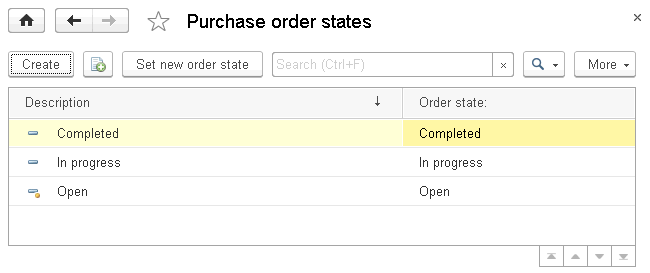 Purchase order states
Create
Set new order state
Search (Ctrl+F)
More
Description
Order state:
Completed
Completed
In progress
In progress
Open
Open